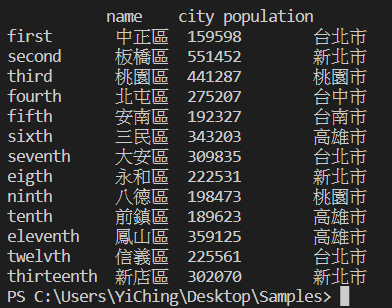 name city population
first 中正區 159598 台北市
second 板橋區 551452 新北市
third 桃園區 441287 桃園市
fourth 北屯區 275207 台中市
fifth 安南區 192327 台南市
sixth 三民區 343203 高雄市
seventh 大安區 309835 台北市
eigth 永和區 222531 新北市
ninth 八德區 198473 桃園市
tenth 前鎮區 189623 高雄市
eleventh 鳳山區 359125 高雄市
twelvth 信義區 225561 台北市
thirteenth 新店區 302070 新北市
PS C:\Users\YiChing\Desktop\Samples>